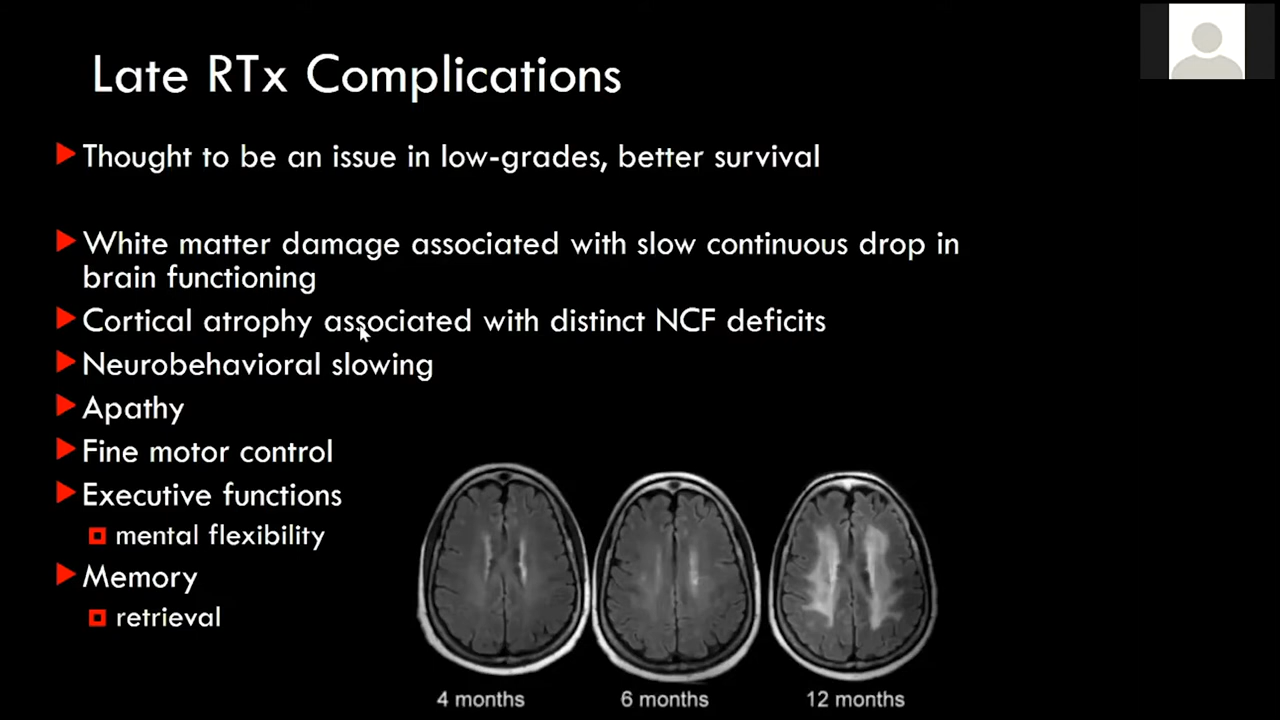 Late RTx Complications
Thought to be an issue in low-grades, better survival
White matter damage associated with slow continuous drop in
brain functioning
Cortical atrophy associated with distinct NCF deficits
Neurobehavioral slowing
Apathy
Fine motor control
Executive functions
mental flexibility
Memory
retrieval
4 months
6 months
12 months